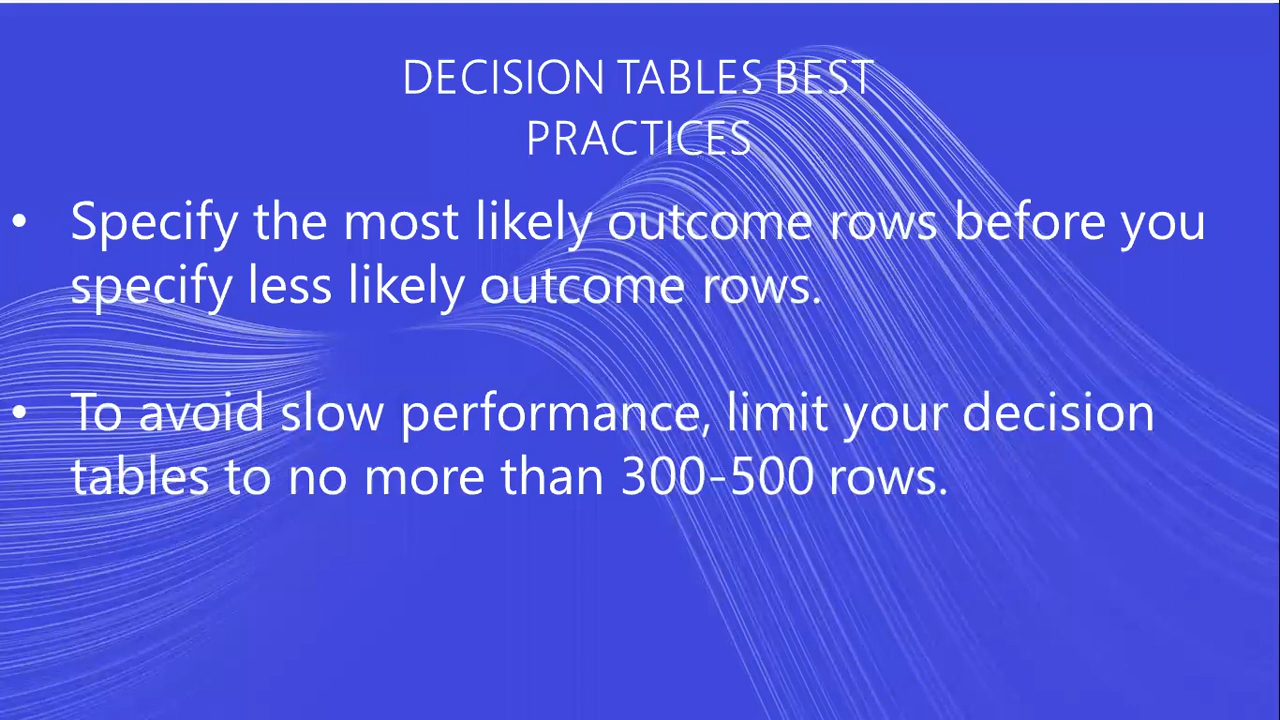 DECISION TABLES BEST
PRACTICES
• Specify the most likely outcome rows before you
specify less likely outcome rows.
• To avoid slow performance, limit your decision
tables to no more than 300-500 rows.